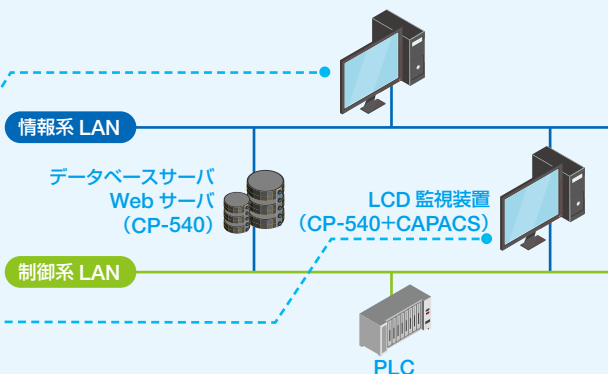 情報系 LAN
データベースサーバ
Web サーバ
（CP-540）
LCD 監視装置
（CP-540+CAPACS）
制御系 LAN
PLC